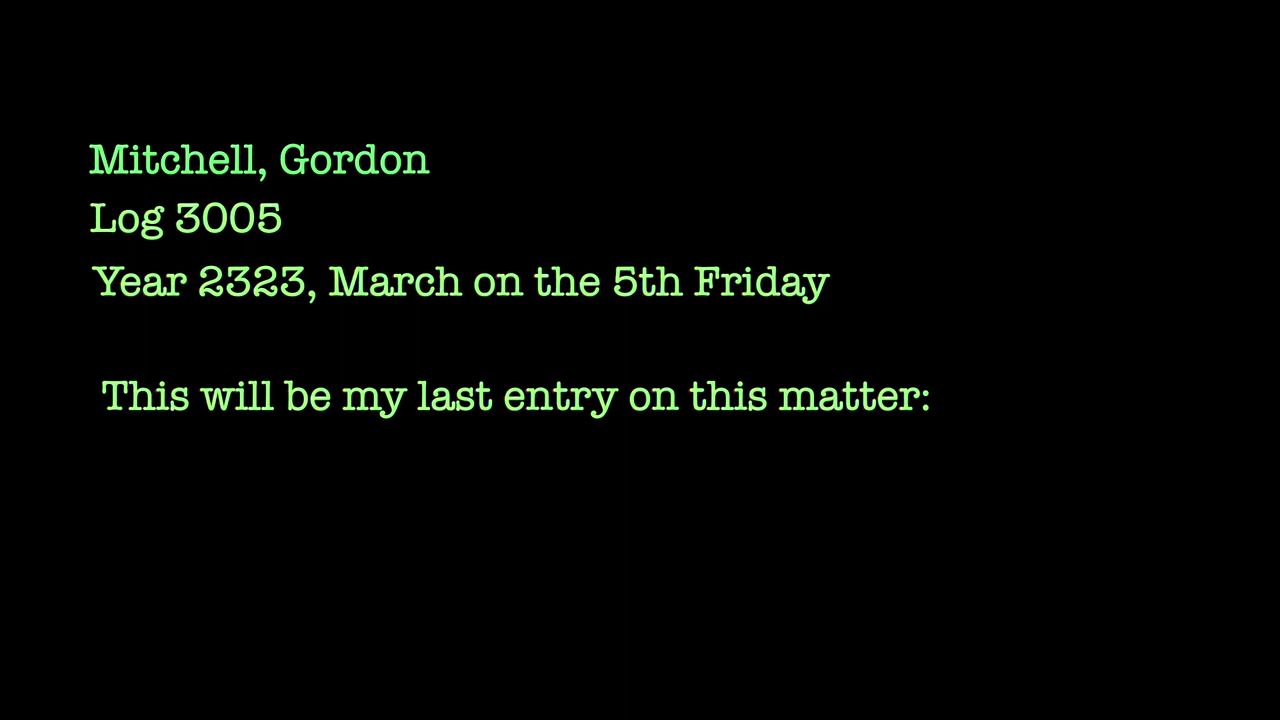 Mitchell, Gordon
Log 3005
Year 2323, March on the 5th Friday
This will be my last entry on this matter: